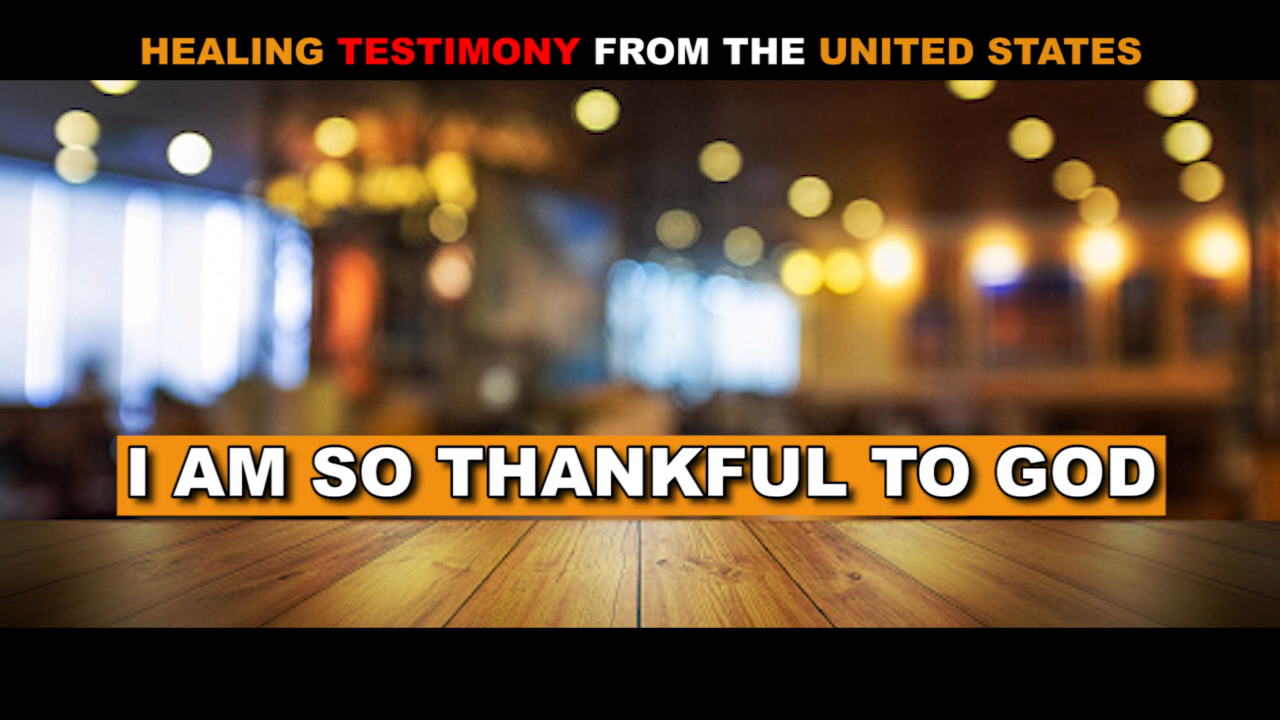 HEALING TESTIMONY FROM THE UNITED STATES
I AM SO THANKFUL TO GOD